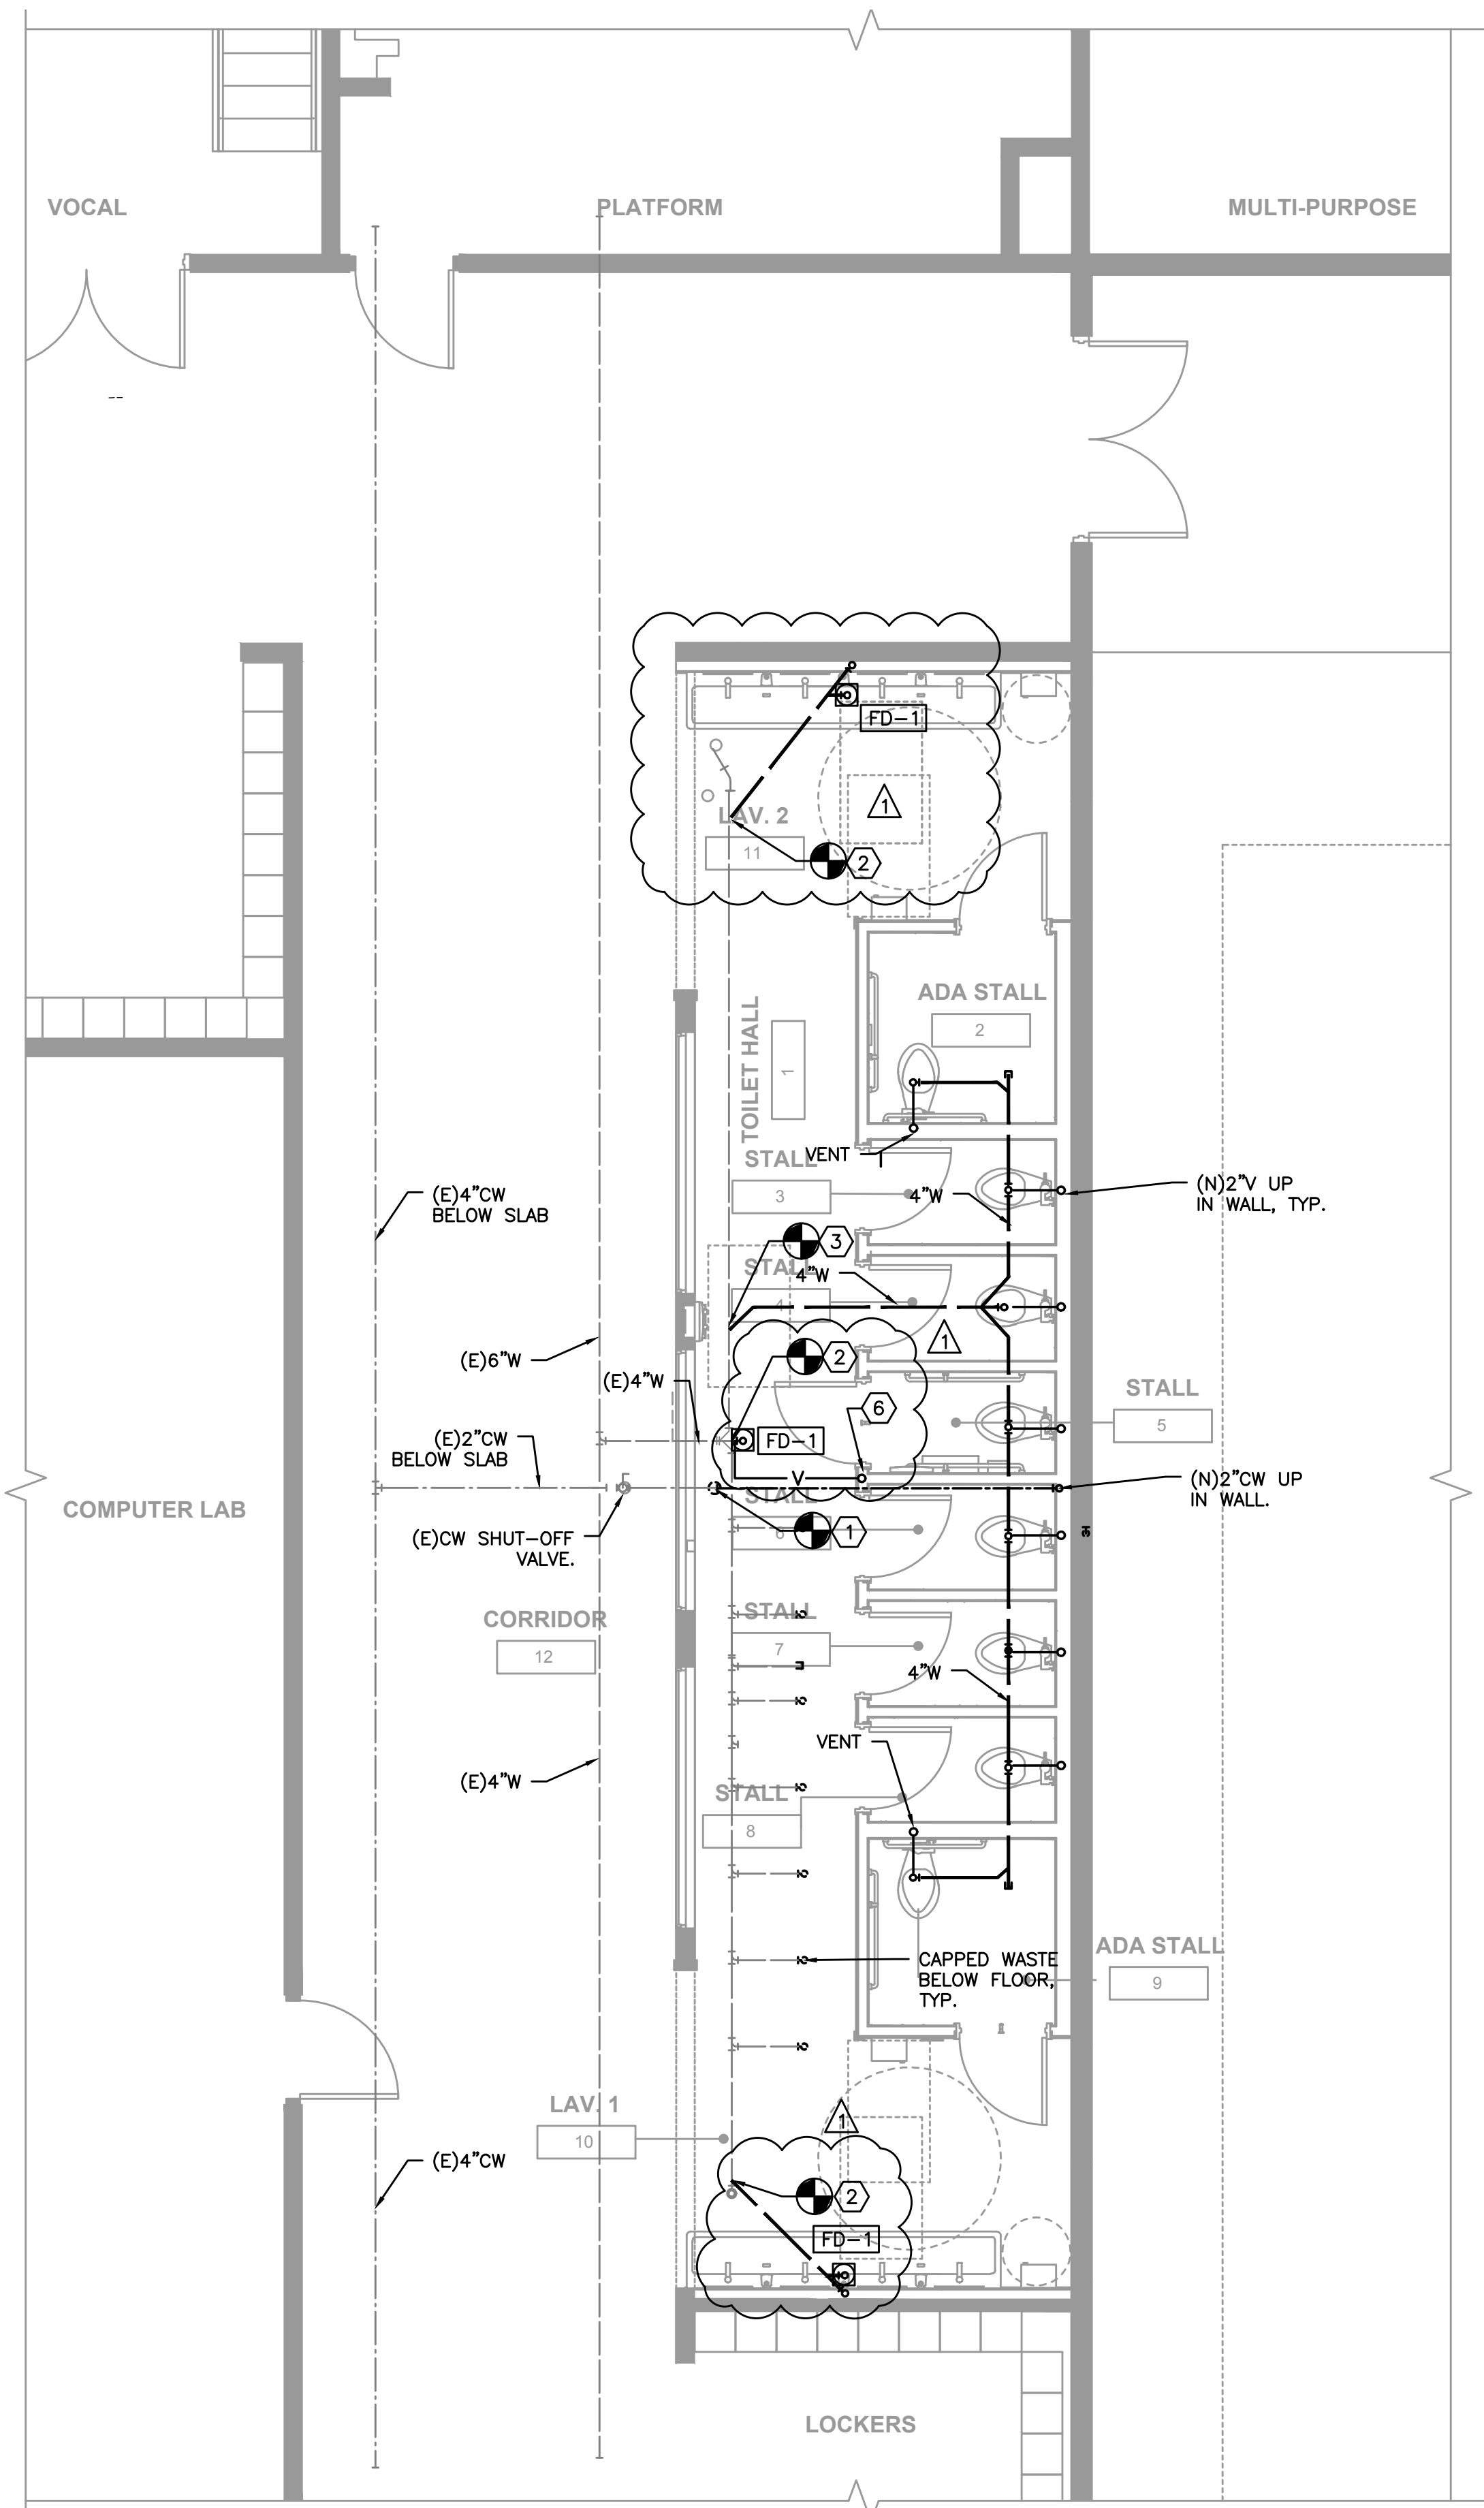 VOCAL
PLATFORM
MULTI-PURPOSE
FD-1
1
LAV. 2
11
2
ADA STALL
2
TOILET HALL
1
VENT
STALL
3
4"W
(N)2"V UP
IN WALL, TYP.
(E)4"CW
BELOW SLAB
3
STALL
4"W
4
1
(E)6"W
2
(E)4"W
6
STALL
5
(E)2"CW
BELOW SLAB
FD-1
V
(N)2"CW UP
IN WALL.
COMPUTER LAB
STALL
6
1
(E)CW SHUT-OFF
VALVE.
CORRIDOR
12
STALL
7
4"W
VENT
(E)4"W
STALL
8
CAPPED WASTE
BELOW FLOOR,
TYP.
ADA STALL
9
LAV. 1
10
1
(E)4"CW
2
FD-1
LOCKERS